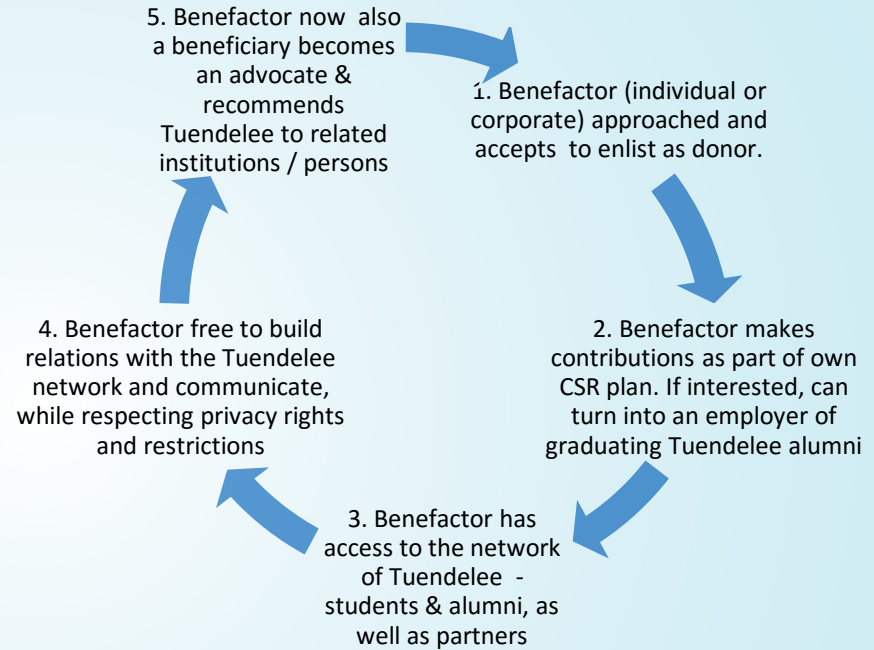 1. Benefactor (individual or
corporate) approached and
accepts to enlist as donor.
2. Benefactor makes
contributions as part of own
CSR plan. If interested, can
turn into an employer of
graduating Tuendelee alumni
3. Benefactor has
access to the network
of Tuendelee -
students & alumni, as
well as partners
4. Benefactor free to build
relations with the Tuendelee
network and communicate,
while respecting privacy rights
and restrictions
5. Benefactor now also
a beneficiary becomes
an advocate &
recommends
Tuendelee to related
institutions / persons